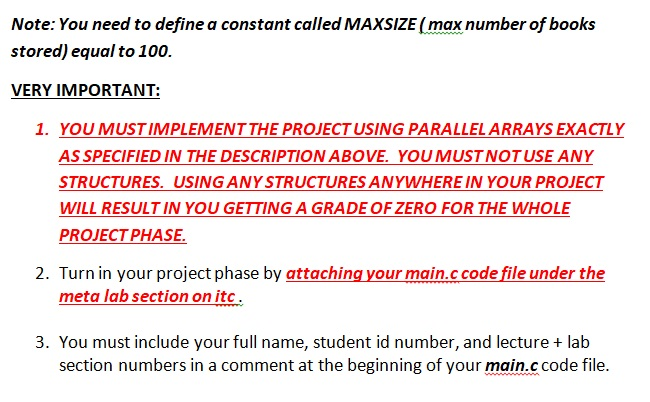 Note: You need to define a constant called MAXSIZE ( max number of books
stored) equal to 100.
VERY IMPORTANT:
1. YOU MUST IMPLEMENT THE PROJECT USING PARALLEL ARRAYS EXACTLY
AS SPECIFIED IN THE DESCRIPTION ABOVE. YOU MUST NOT USE ANY
STRUCTURES. USING ANY STRUCTURES ANYWHERE IN YOUR PROJECT
WILL RESULT IN YOU GETTING A GRADE OF ZERO FOR THE WHOLE
PROJECT PHASE.
2. Turn in your project phase by attaching your main.c code file under the
meta lab section on itc.
3. You must include your full name, student id number, and lecture + lab
section numbers in a comment at the beginning of your main.c code file.